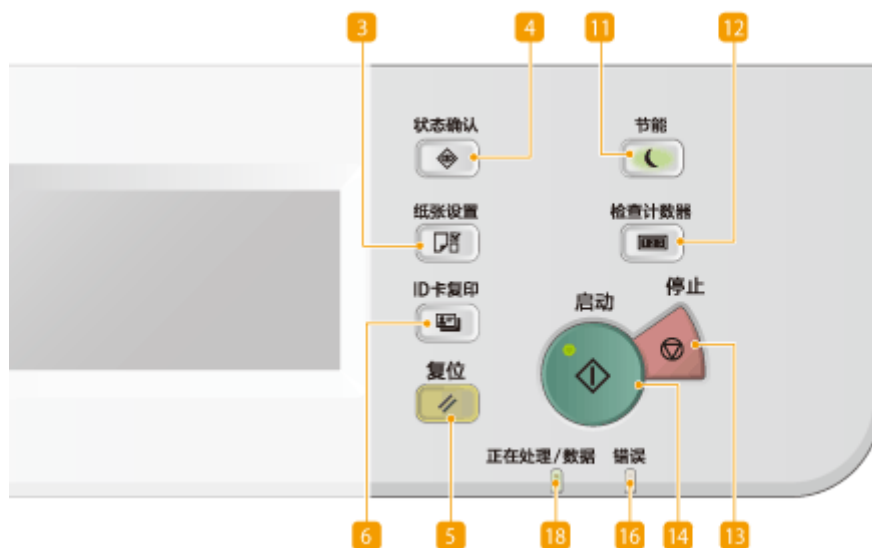 3 4 11 12
状态确认 节能
纸张设置 检查计数器
ID卡复印 启动 停止
复位
正在处理/数据 错误
6 5 18 16 14 13